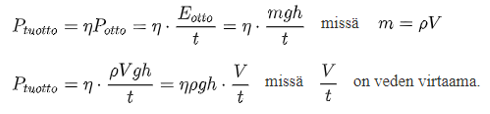 P_tuotto = ηP_otto = η · E_otto/t = η · mgh/t missä m = ρV
P_tuotto = η · ρVgh/t = ηρgh · V/t missä V/t on veden virtaama.